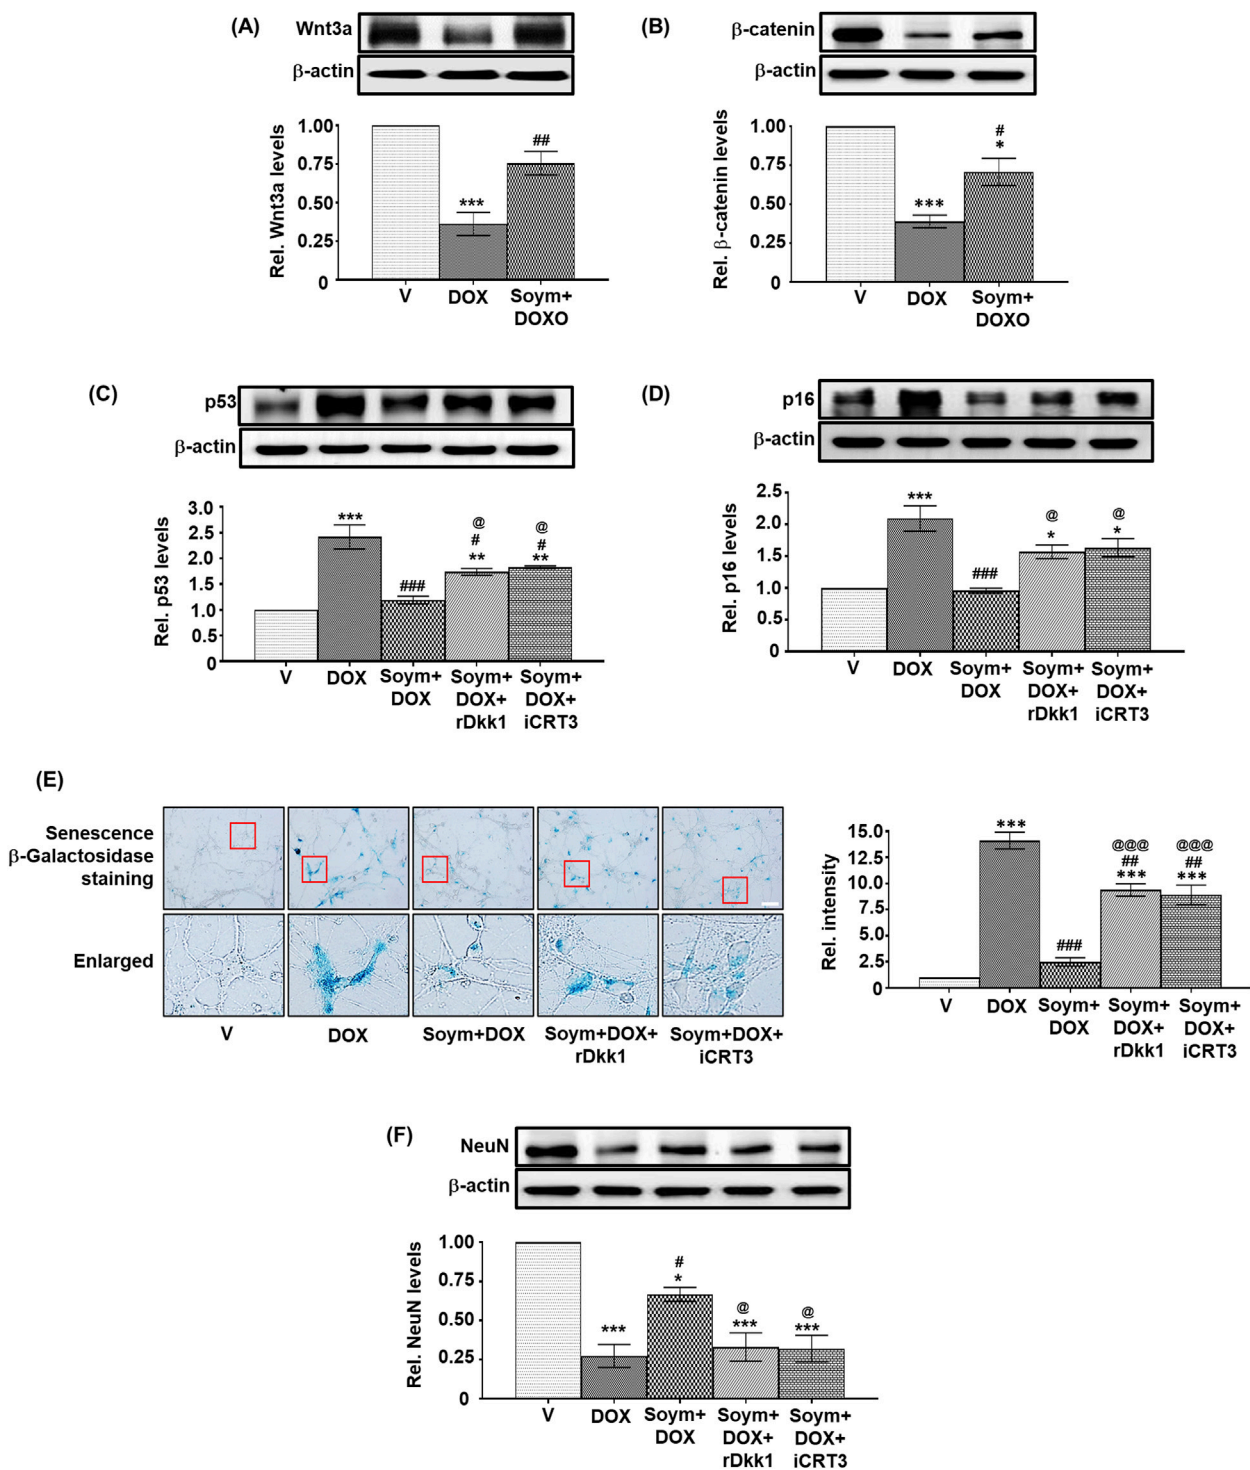 (A)
Wnt3a
β-actin
Rel. Wnt3a levels
1.00
0.75
0.50
0.25
0
***
##
V
DOX
Soym+
DOXO
(B)
β-catenin
β-actin
Rel. β-catenin levels
1.00
0.75
0.50
0.25
0
***
#
*
V
DOX
Soym+
DOXO
(C)
p53
β-actin
Rel. p53 levels
3.0
2.5
2.0
1.5
1.0
0.5
0
***
###
@
#
**
@
#
**
V
DOX
Soym+
DOX
Soym+
DOX+
rDkk1
Soym+
DOX+
iCRT3
(D)
p16
β-actin
Rel. p16 levels
2.5
2.0
1.5
1.0
0.5
0
***
###
@
*
@
*
V
DOX
Soym+
DOX
Soym+
DOX+
rDkk1
Soym+
DOX+
iCRT3
(E)
Senescence
β-Galactosidase
staining
Enlarged
V
DOX
Soym+DOX
Soym+DOX+
rDkk1
Soym+DOX+
iCRT3
Rel. intensity
15.0
12.5
10.0
7.5
5.0
2.5
0
***
###
@@@
##
***
@@@
##
***
V
DOX
Soym+
DOX
Soym+
DOX+
rDkk1
Soym+
DOX+
iCRT3
(F)
NeuN
β-actin
Rel. NeuN levels
1.00
0.75
0.50
0.25
0
***
#
*
@
***
@
***
V
DOX
Soym+
DOX
Soym+
DOX+
rDkk1
Soym+
DOX+
iCRT3